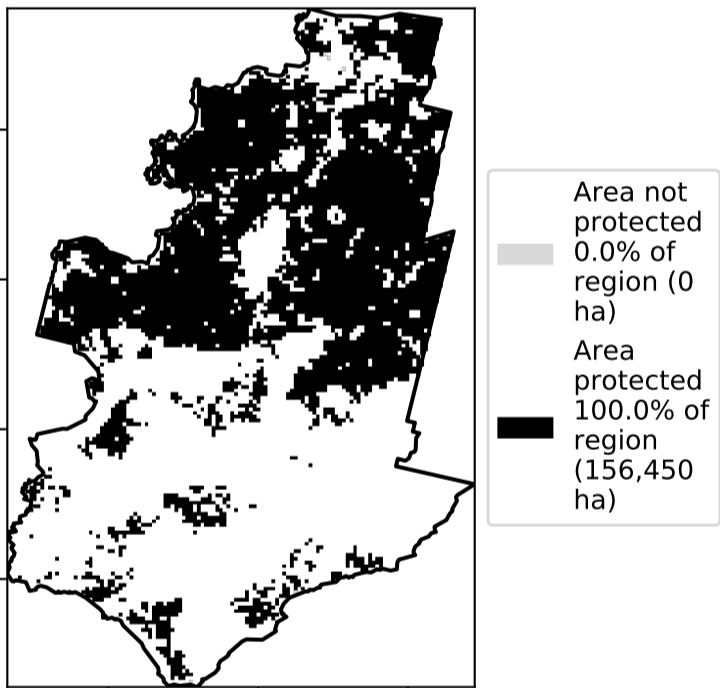 Area not
protected
0.0% of
region (0
ha)
Area
protected
100.0% of
region
(156,450
ha)